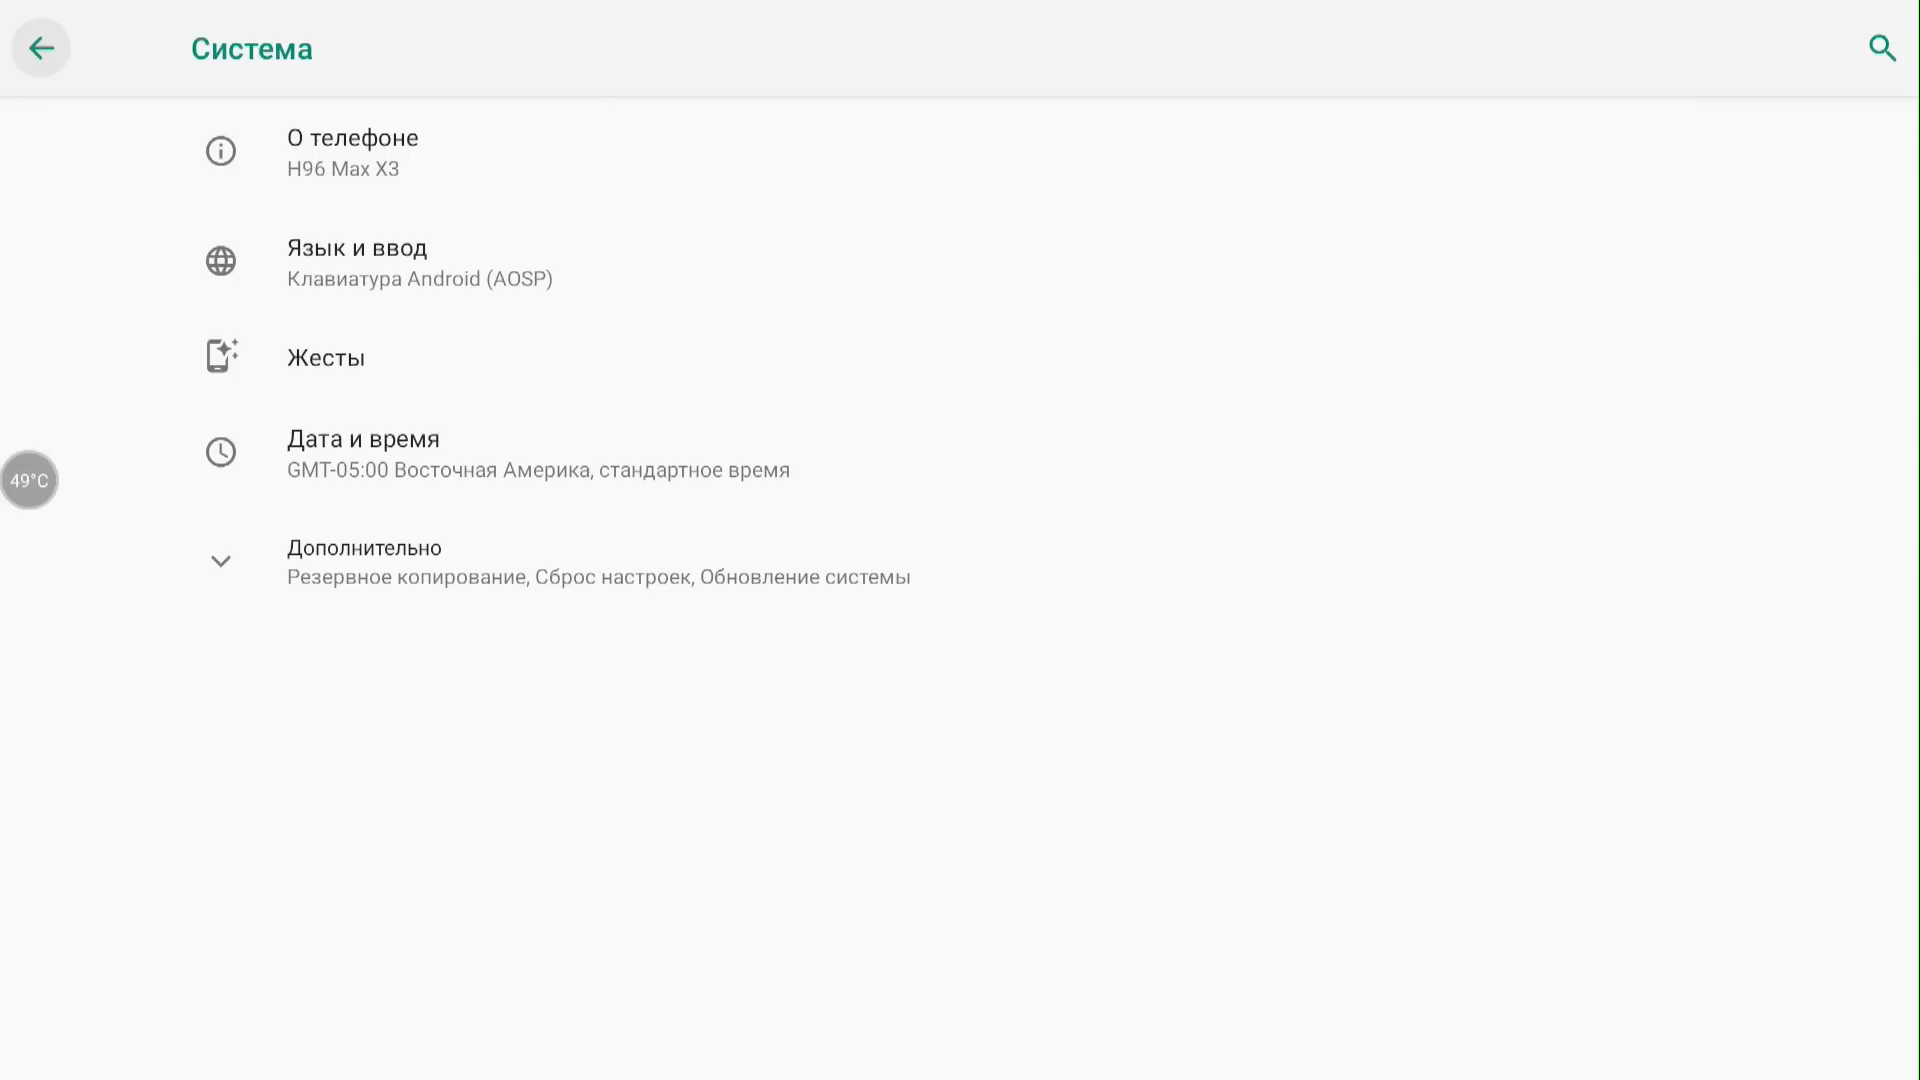 Система
О телефоне
H96 Max X3
Язык и ввод
Клавиатура Android (AOSP)
Жесты
Дата и время
GMT-05:00 Восточная Америка, стандартное время
49°C
Дополнительно
Резервное копирование, Сброс настроек, Обновление системы